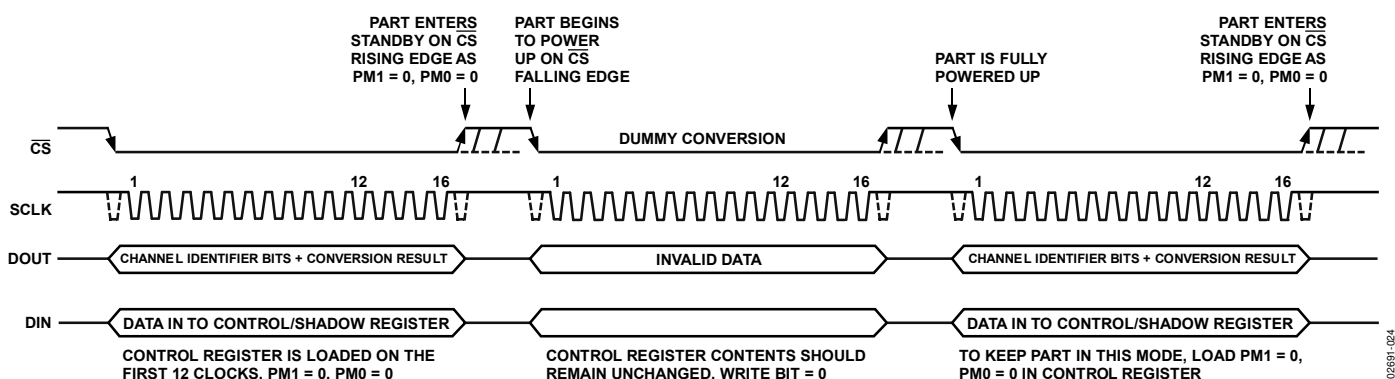 PART ENTERS
STANDBY ON CS
RISING EDGE AS
PM1 = 0, PM0 = 0
PART BEGINS
TO POWER
UP ON CS
FALLING EDGE
PART IS FULLY
POWERED UP
PART ENTERS
STANDBY ON CS
RISING EDGE AS
PM1 = 0, PM0 = 0
CS
DUMMY CONVERSION
SCLK
1 12 16 1 12 16 1 12 16
DOUT
CHANNEL IDENTIFIER BITS + CONVERSION RESULT
INVALID DATA
CHANNEL IDENTIFIER BITS + CONVERSION RESULT
DIN
DATA IN TO CONTROL/SHADOW REGISTER
DATA IN TO CONTROL/SHADOW REGISTER
CONTROL REGISTER IS LOADED ON THE
FIRST 12 CLOCKS, PM1 = 0, PM0 = 0
CONTROL REGISTER CONTENTS SHOULD
REMAIN UNCHANGED, WRITE BIT = 0
TO KEEP PART IN THIS MODE, LOAD PM1 = 0,
PM0 = 0 IN CONTROL REGISTER
02691-024